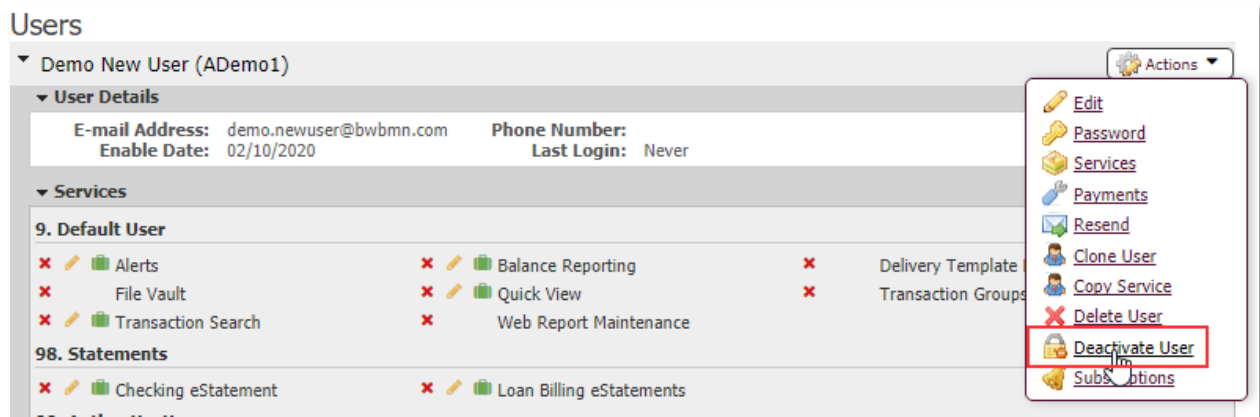 Users
Demo New User (ADemo1)
Actions
User Details
E-mail Address: demo.newuser@bwbmn.com Phone Number:
Enable Date: 02/10/2020 Last Login: Never
Services
9. Default User
Alerts Balance Reporting Delivery Template
File Vault Quick View Transaction Groups
Transaction Search Web Report Maintenance
98. Statements
Checking eStatement Loan Billing eStatements
Edit
Password
Services
Payments
Resend
Clone User
Copy Service
Delete User
Deactivate User